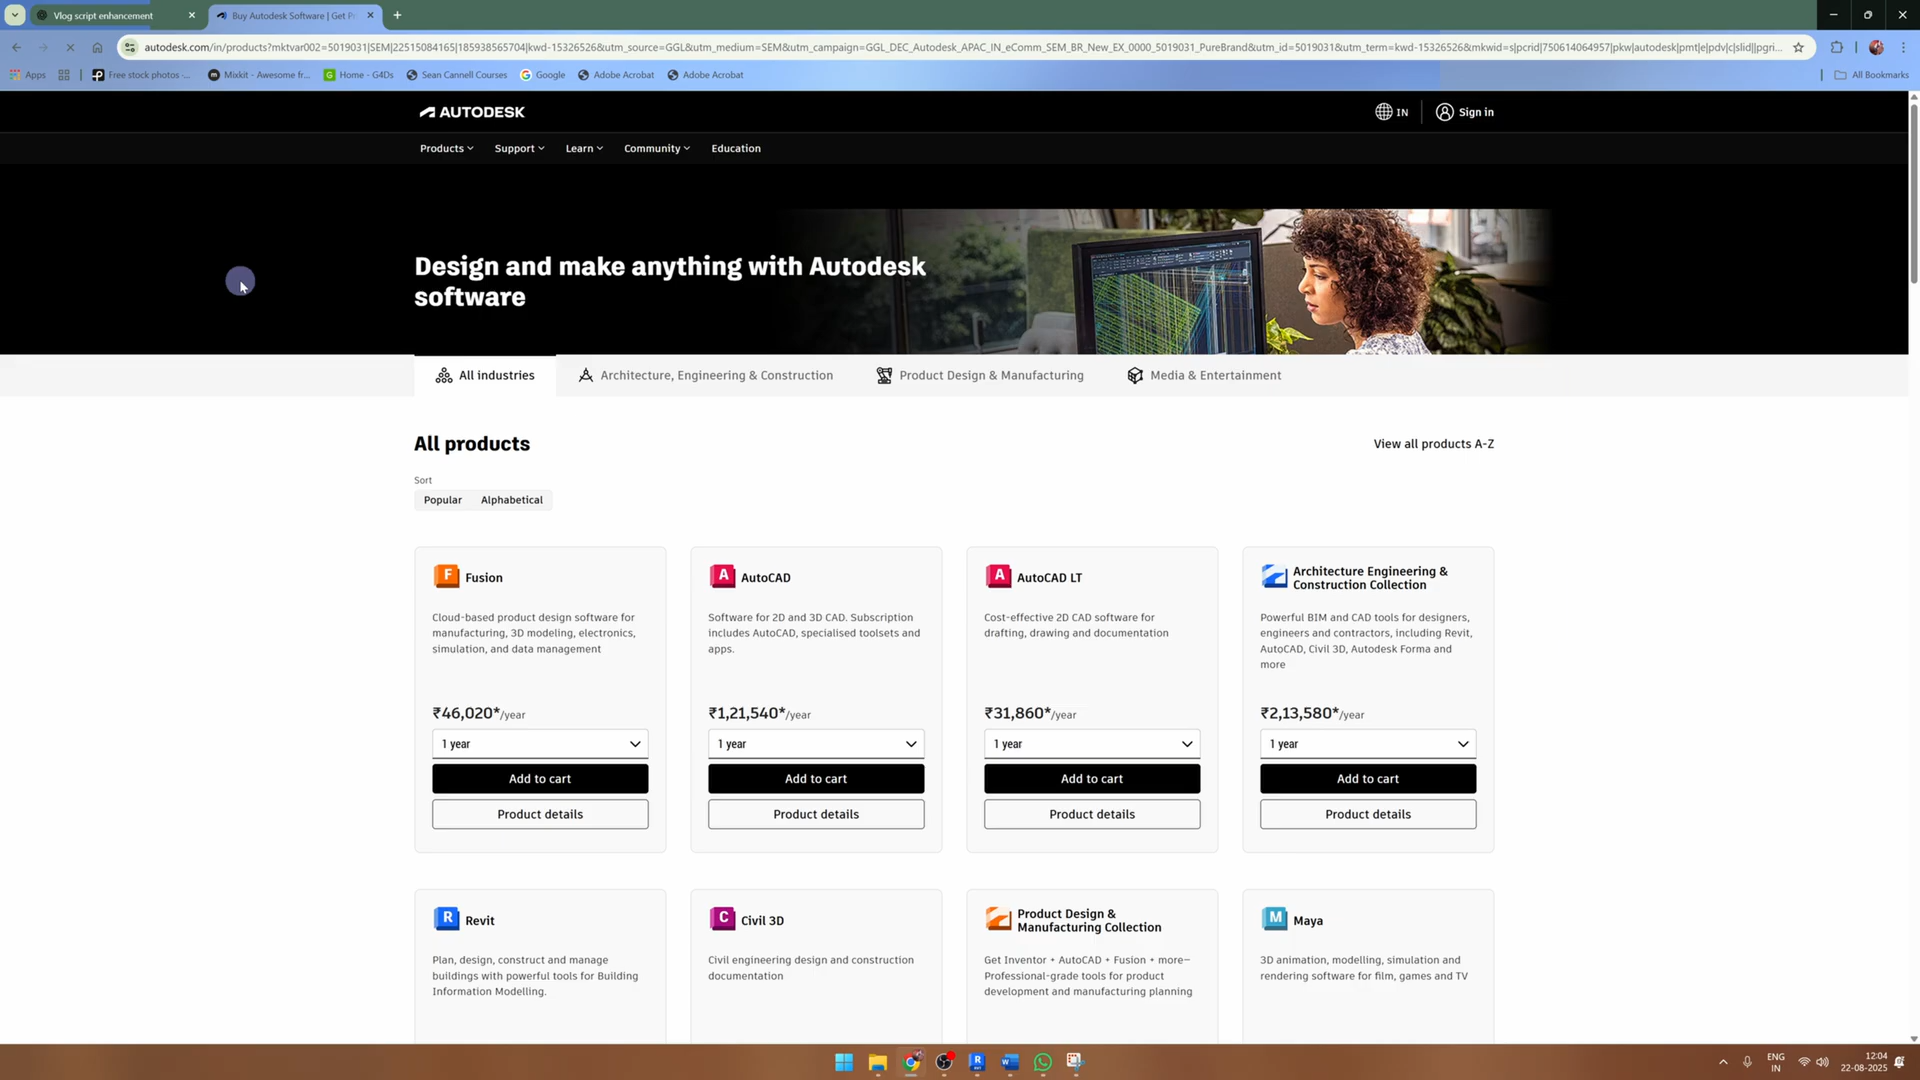 Vlog script enhancement
Buy Autodesk Software | Get Pr
autodesk.com/in/products?mktvar002=5019031|SEM|22515084165|185938565704|kwd-15326526&utm_source=GGL&utm_medium=SEM&utm_campaign=GGL_DEC_Autodesk_APAC_IN_eComm_SEM_BR_New_EX_0000_5019031_PureBrand&utm_id=5019031&utm_term=kwd-15326526&mkwid=s|pcrid|750614064957|pkw|autodesk|pmt|e|pdv|c|slid||pgri...
Apps
Free stock photos -...
Mixkit - Awesome fr...
Home - G4Ds
Sean Cannell Courses
Google
Adobe Acrobat
Adobe Acrobat
All Bookmarks
AUTODESK
IN
Sign in
Products
Support
Learn
Community
Education
Design and make anything with Autodesk
software
All industries
Architecture, Engineering & Construction
Product Design & Manufacturing
Media & Entertainment
All products
View all products A-Z
Sort
Popular
Alphabetical
F
Fusion
Cloud-based product design software for
manufacturing, 3D modeling, electronics,
simulation, and data management
₹46,020*/year
1 year
Add to cart
Product details
A
AutoCAD
Software for 2D and 3D CAD. Subscription
includes AutoCAD, specialised toolsets and
apps.
₹1,21,540*/year
1 year
Add to cart
Product details
A
AutoCAD LT
Cost-effective 2D CAD software for
drafting, drawing and documentation
₹31,860*/year
1 year
Add to cart
Product details
Architecture Engineering &
Construction Collection
Powerful BIM and CAD tools for designers,
engineers and contractors, including Revit,
AutoCAD, Civil 3D, Autodesk Forma and
more
₹2,13,580*/year
1 year
Add to cart
Product details
R
Revit
Plan, design, construct and manage
buildings with powerful tools for Building
Information Modelling.
C
Civil 3D
Civil engineering design and construction
documentation
Product Design &
Manufacturing Collection
Get Inventor + AutoCAD + Fusion + more—
Professional-grade tools for product
development and manufacturing planning
M
Maya
3D animation, modelling, simulation and
rendering software for film, games and TV
ENG
IN
12:04
22-08-2025